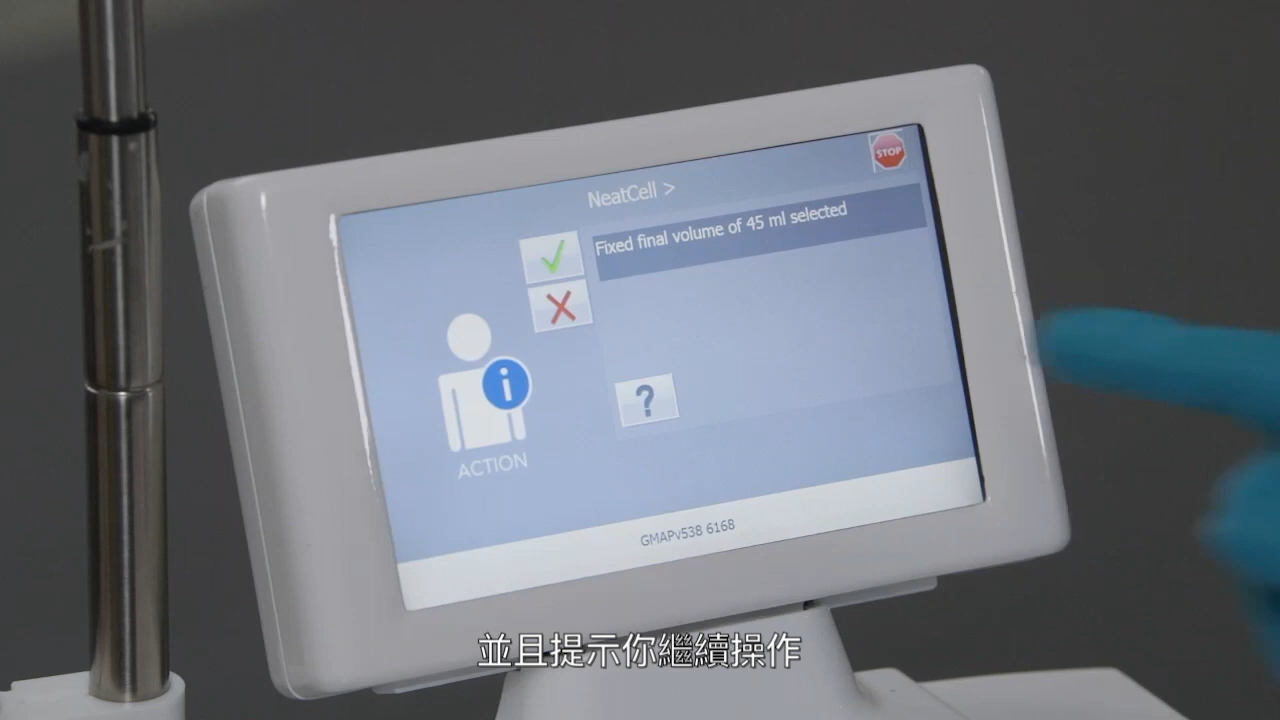 STOP
NeatCell >
Fixed final volume of 45 ml selected
i
?
ACTION
GMAPv538 6168
並且提示你繼續操作